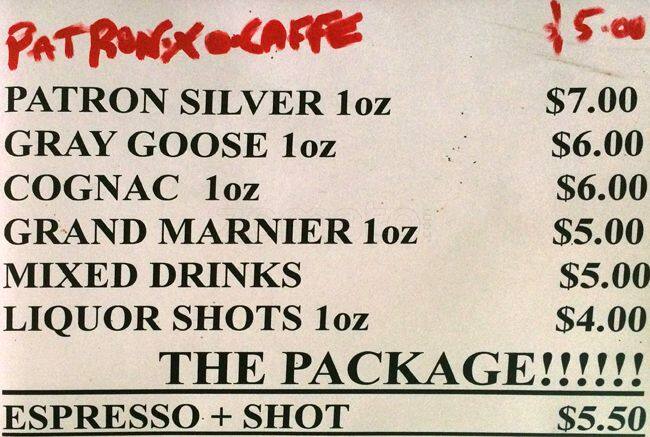 PATRON·XO·CAFFE $5.00
PATRON SILVER 1oz $7.00
GRAY GOOSE 1oz $6.00
COGNAC 1oz $6.00
GRAND MARNIER 1oz $5.00
MIXED DRINKS $5.00
LIQUOR SHOTS 1oz $4.00
THE PACKAGE!!!!!!
ESPRESSO + SHOT $5.50